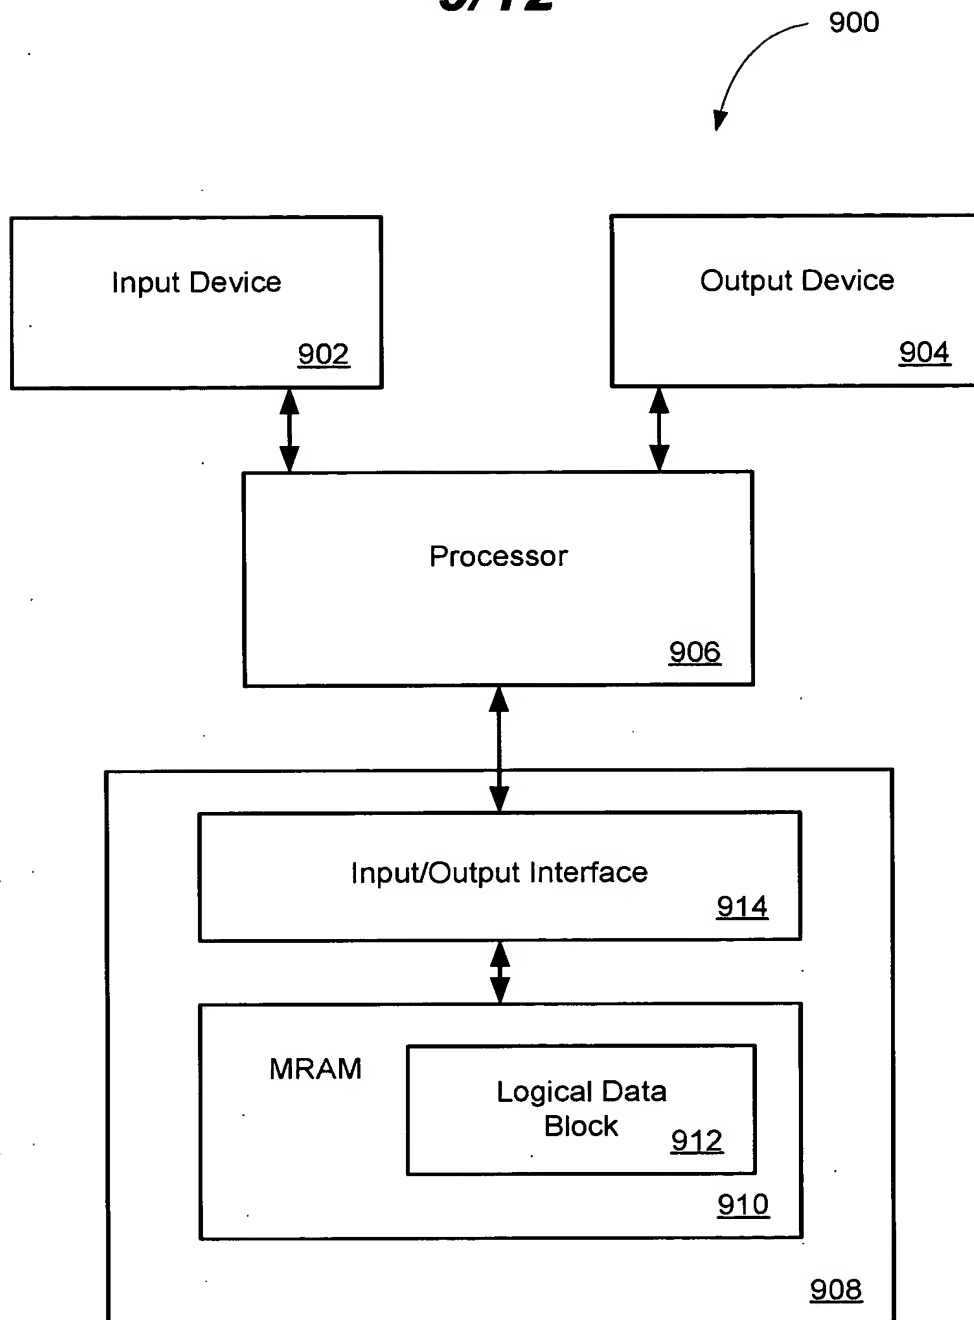 900
Input Device
902
Output Device
904
Processor
906
Input/Output Interface
914
MRAM
Logical Data
Block
912
910
908